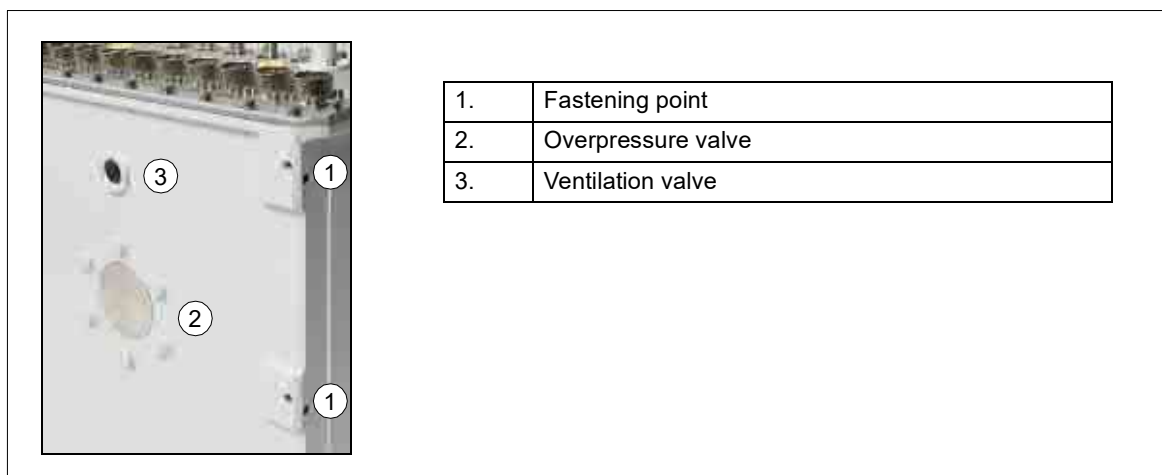 3
1
2
1
1. Fastening point
2. Overpressure valve
3. Ventilation valve